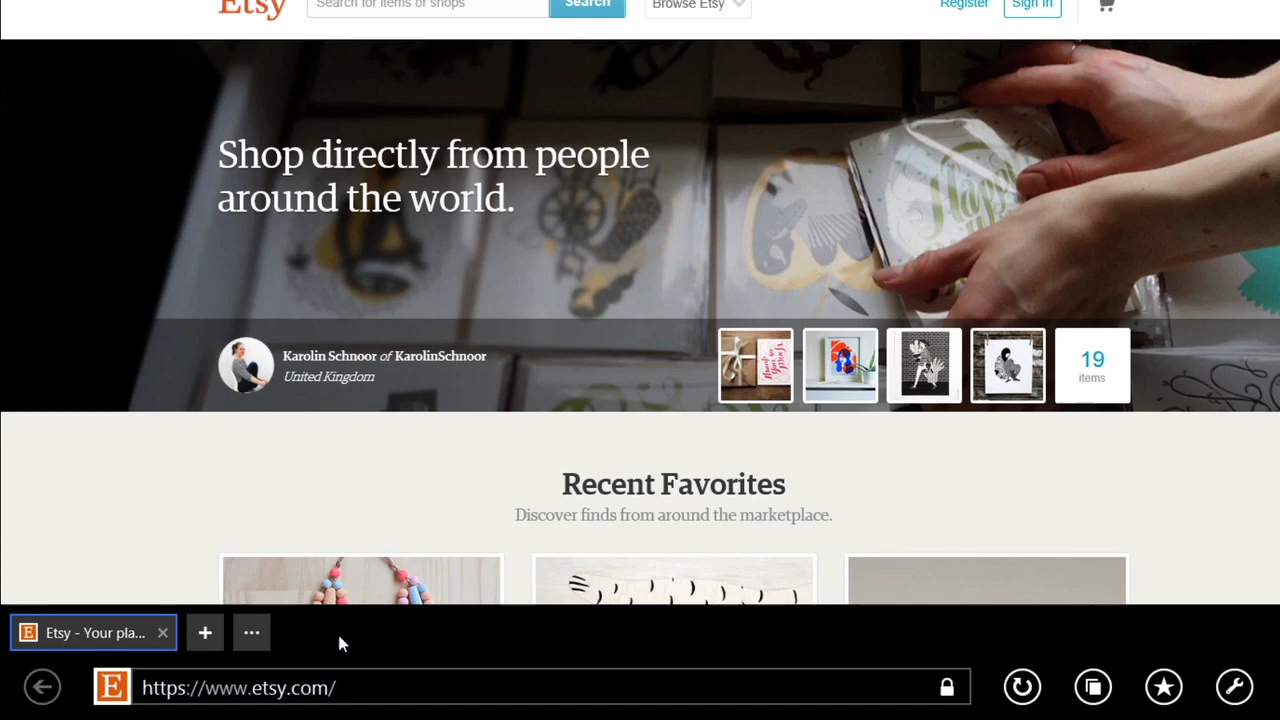 Etsy
Search for items or shops
Search
Browse Etsy
Register
Sign In
Shop directly from people
around the world.
Happy
Karolin Schnoor of KarolinSchnoor
United Kingdom
19
items
Recent Favorites
Discover finds from around the marketplace.
E Etsy - Your pla...
E https://www.etsy.com/